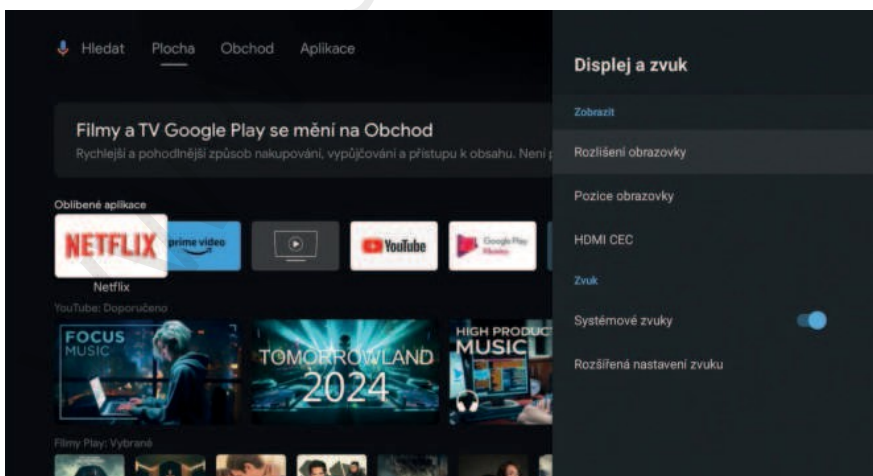 Hledat Plocha Obchod Aplikace
Filmy a TV Google Play se mění na Obchod
Rychlejší a pohodlnější způsob nakupování, vypůjčování a přístupu k obsahu. Není
Oblíbené aplikace
NETFLIX
prime video
YouTube
Google Play
Movies
Netflix
YouTube: Doporučeno
FOCUS
MUSIC
TOMORROWLAND
2024
HIGH PRODUC
MUSIC
Filmy Play: Vybrané
Displej a zvuk
Zobrazit
Rozlišení obrazovky
Pozice obrazovky
HDMI CEC
Zvuk
Systémové zvuky
Rozšířená nastavení zvuku